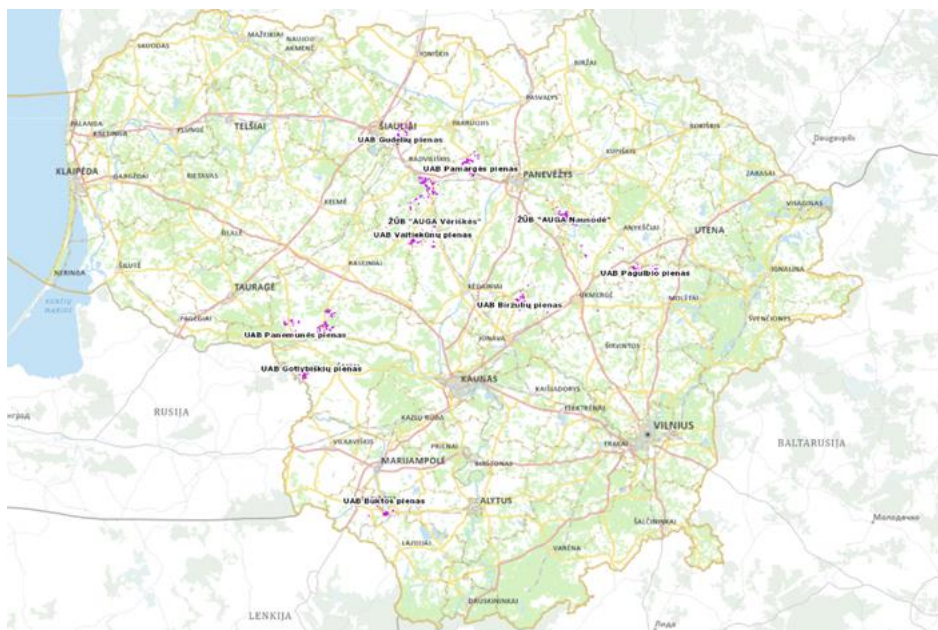 MAŽEIKIAI
NAUJOJI
AKMENĖ
SKUODAS
JONIŠKIS
BIRŽAI
PASVALYS
PALANGA
KRETINGA
PLUNGĖ
TELŠIAI
ŠIAULIAI
UAB Gudelių pienas
PAKRUOJIS
ROKIŠKIS
Daugavpils
KUPIŠKIS
KLAIPĖDA
GARGŽDAI
RIETAVAS
RADVILIŠKIS
UAB Pamargės pienas
PANEVĖŽYS
ZARASAI
VISAGINAS
KELMĖ
ŽŪB "AUGA Vėriškės"
ŽŪB "AUGA Nausodė"
ANYKŠČIAI
UTENA
ŠILALĖ
UAB Vaitiekūnų pienas
NERINGA
ŠILUTĖ
RASEINIAI
UAB Pagulbio pienas
IGNALINA
TAURAGĖ
KĖDAINIAI
UAB Biržulių pienas
UKMERGĖ
MOLĖTAI
KURŠIŲ
MARIOS
PAGĖGIAI
ŠVENČIONYS
UAB Panemunės pienas
JONAVA
ŠIRVINTOS
UAB Gotlybiškių pienas
KAUNAS
KAIŠIADORYS
RUSIJA
KAZLŲ RŪDA
ELEKTRĖNAI
VILNIUS
VILKAVIŠKIS
PRIENAI
TRAKAI
BALTARUSIJA
MARIJAMPOLĖ
BIRŠTONAS
UAB Būktos pienas
ALYTUS
ŠALČININKAI
Молодечно
LAZDIJAI
VARĖNA
DRUSKININKAI
LENKIJA
Лида